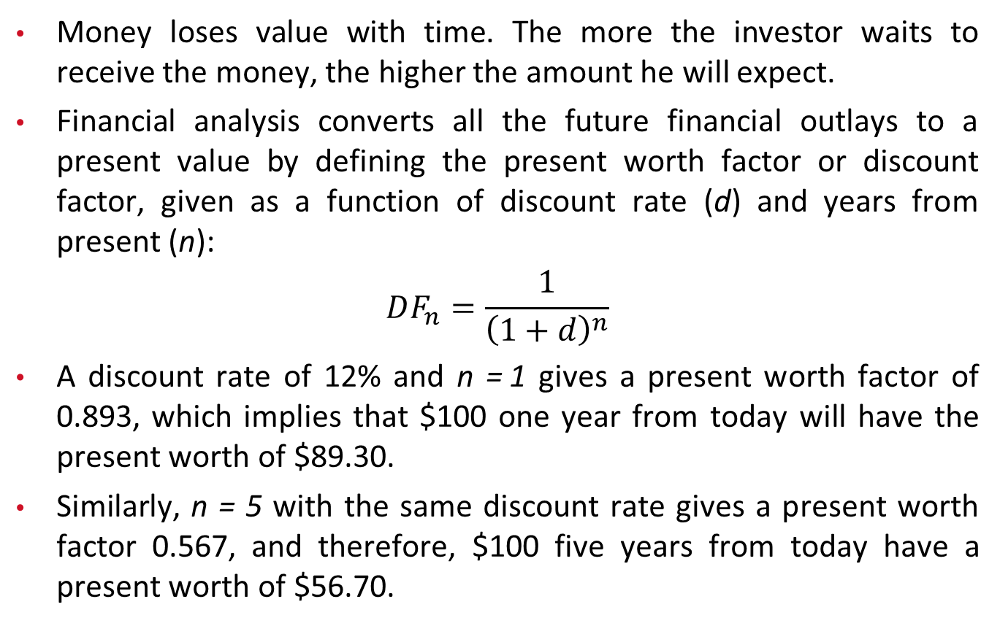 • Money loses value with time. The more the investor waits to
receive the money, the higher the amount he will expect.
• Financial analysis converts all the future financial outlays to a
present value by defining the present worth factor or discount
factor, given as a function of discount rate (d) and years from
present (n):
DFₙ = 1 / (1 + d)ⁿ
• A discount rate of 12% and n = 1 gives a present worth factor of
0.893, which implies that $100 one year from today will have the
present worth of $89.30.
• Similarly, n = 5 with the same discount rate gives a present worth
factor 0.567, and therefore, $100 five years from today have a
present worth of $56.70.